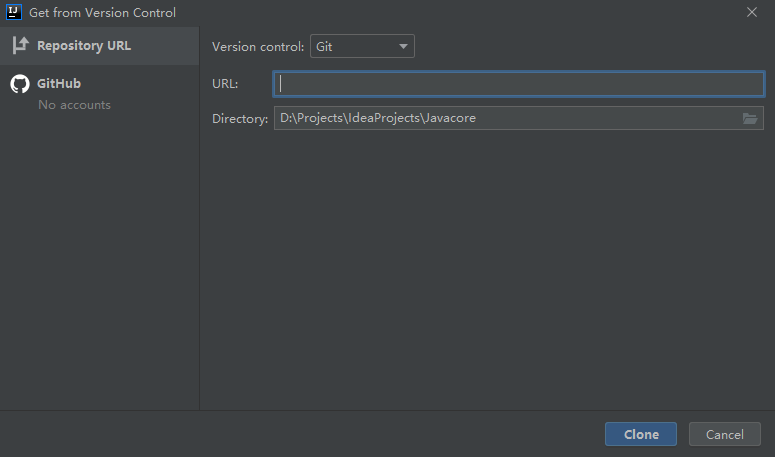 IJ
Get from Version Control
Repository URL
GitHub
No accounts
Version control: Git
URL:
Directory: D:\Projects\IdeaProjects\Javacore
Clone Cancel